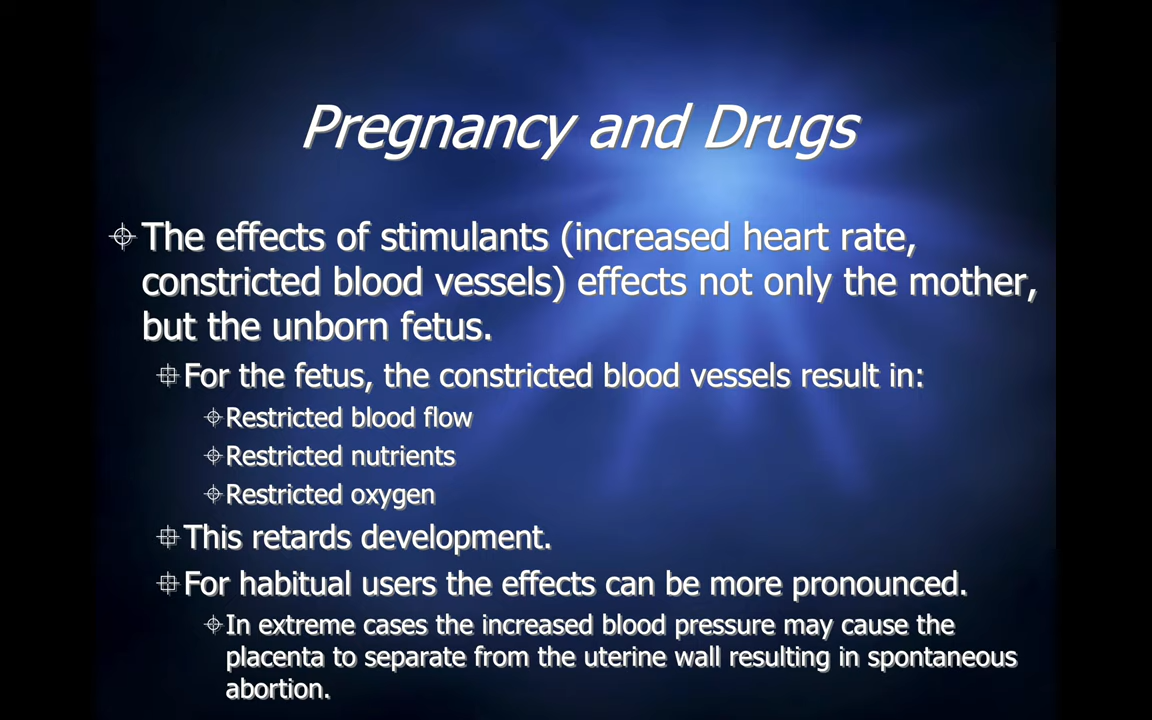 Pregnancy and Drugs
The effects of stimulants (increased heart rate,
constricted blood vessels) effects not only the mother,
but the unborn fetus.
For the fetus, the constricted blood vessels result in:
Restricted blood flow
Restricted nutrients
Restricted oxygen
This retards development.
For habitual users the effects can be more pronounced.
In extreme cases the increased blood pressure may cause the
placenta to separate from the uterine wall resulting in spontaneous
abortion.